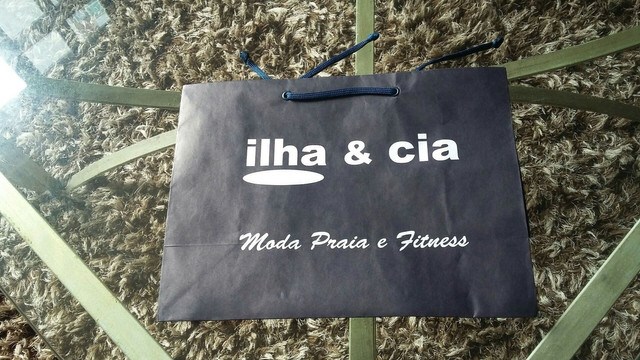 ilha & cia
Moda Praia e Fitness